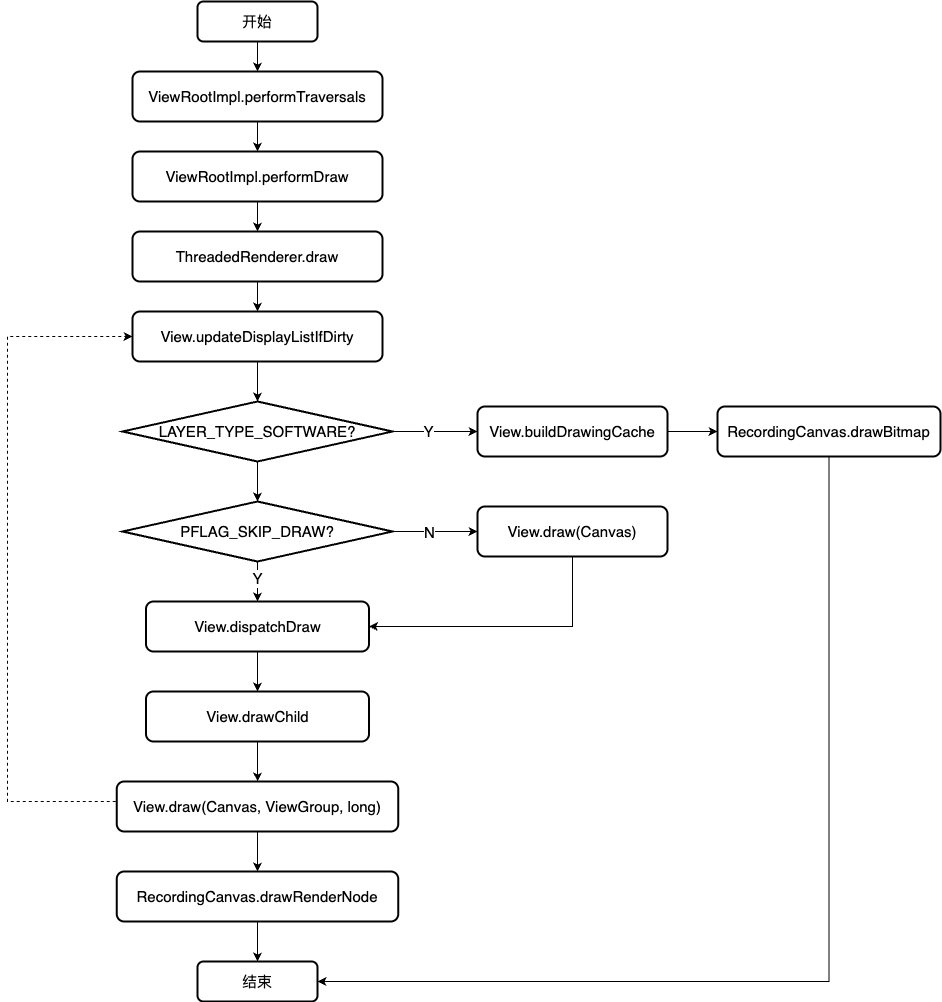 开始
ViewRootImpl.performTraversals
ViewRootImpl.performDraw
ThreadedRenderer.draw
View.updateDisplayListIfDirty
LAYER_TYPE_SOFTWARE?
Y
View.buildDrawingCache
RecordingCanvas.drawBitmap
PFLAG_SKIP_DRAW?
N
View.draw(Canvas)
Y
View.dispatchDraw
View.drawChild
View.draw(Canvas, ViewGroup, long)
RecordingCanvas.drawRenderNode
结束